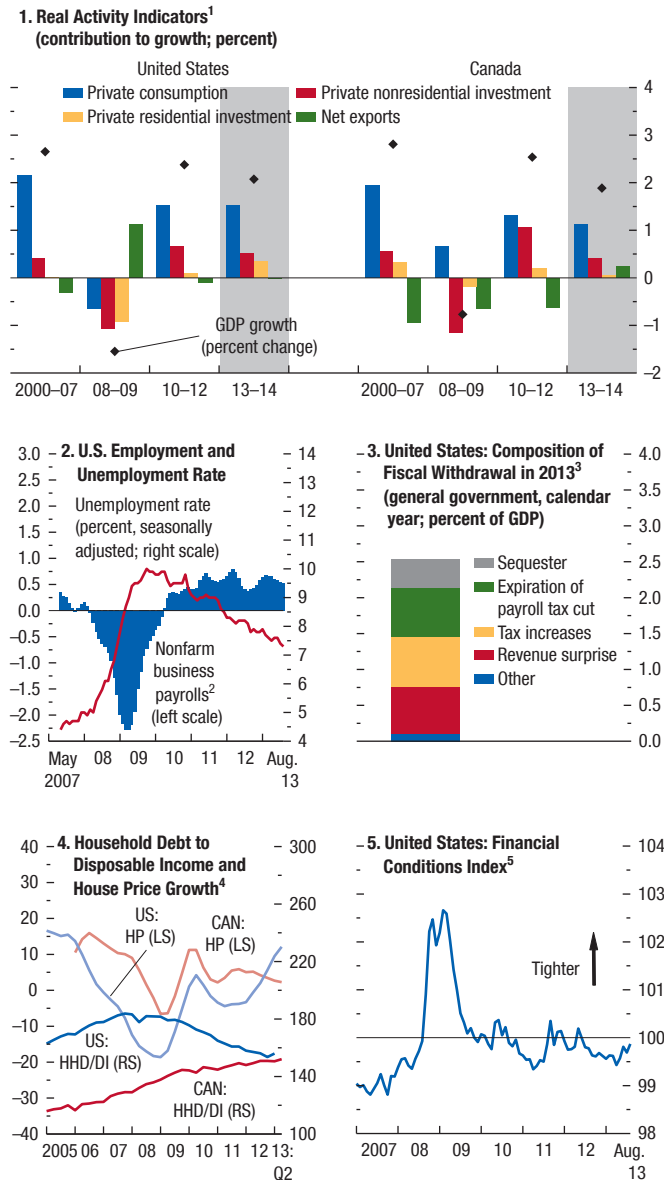 1. Real Activity Indicators1
(contribution to growth; percent)
United States
Canada
Private consumption
Private nonresidential investment
Private residential investment
Net exports
4
3
2
1
0
–1
–2
GDP growth
(percent change)
2000–07
08–09
10–12
13–14
2000–07
08–09
10–12
13–14
2. U.S. Employment and
Unemployment Rate
Unemployment rate
(percent, seasonally
adjusted; right scale)
Nonfarm
business
payrolls2
(left scale)
3.0
2.5
2.0
1.5
1.0
0.5
0.0
–0.5
–1.0
–1.5
–2.0
–2.5
14
13
12
11
10
9
8
7
6
5
4
May
2007
08
09
10
11
12
Aug.
13
3. United States: Composition of
Fiscal Withdrawal in 20133
(general government, calendar
year; percent of GDP)
Sequester
Expiration of
payroll tax cut
Tax increases
Revenue surprise
Other
4.0
3.5
3.0
2.5
2.0
1.5
1.0
0.5
0.0
4. Household Debt to
Disposable Income and
House Price Growth4
US:
HP (LS)
CAN:
HP (LS)
US:
HHD/DI (RS)
CAN:
HHD/DI (RS)
40
30
20
10
0
–10
–20
–30
–40
300
260
220
180
140
100
2005
06
07
08
09
10
11
12
13:
Q2
5. United States: Financial
Conditions Index5
Tighter
104
103
102
101
100
99
98
2007
08
09
10
11
12
Aug.
13